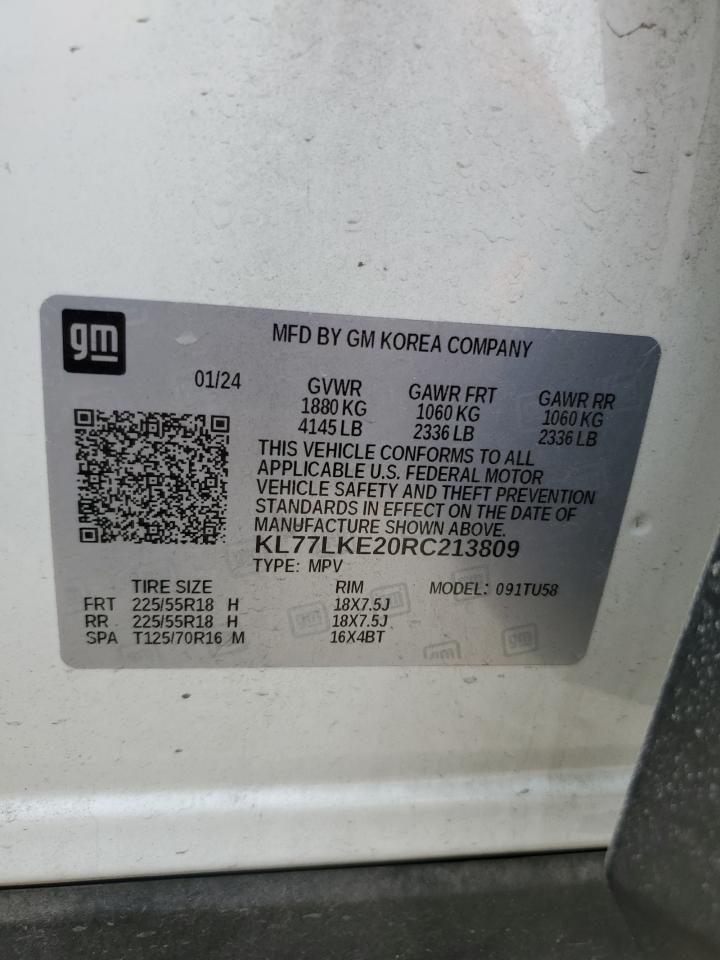 gm
MFD BY GM KOREA COMPANY
01/24
GVWR GAWR FRT GAWR RR
1880 KG 1060 KG 1060 KG
4145 LB 2336 LB 2336 LB
THIS VEHICLE CONFORMS TO ALL
APPLICABLE U.S. FEDERAL MOTOR
VEHICLE SAFETY AND THEFT PREVENTION
STANDARDS IN EFFECT ON THE DATE OF
MANUFACTURE SHOWN ABOVE.
KL77LKE20RC213809
TYPE: MPV
TIRE SIZE RIM MODEL: 091TU58
FRT 225/55R18 H 18X7.5J
RR 225/55R18 H 18X7.5J
SPA T125/70R16 M 16X4BT